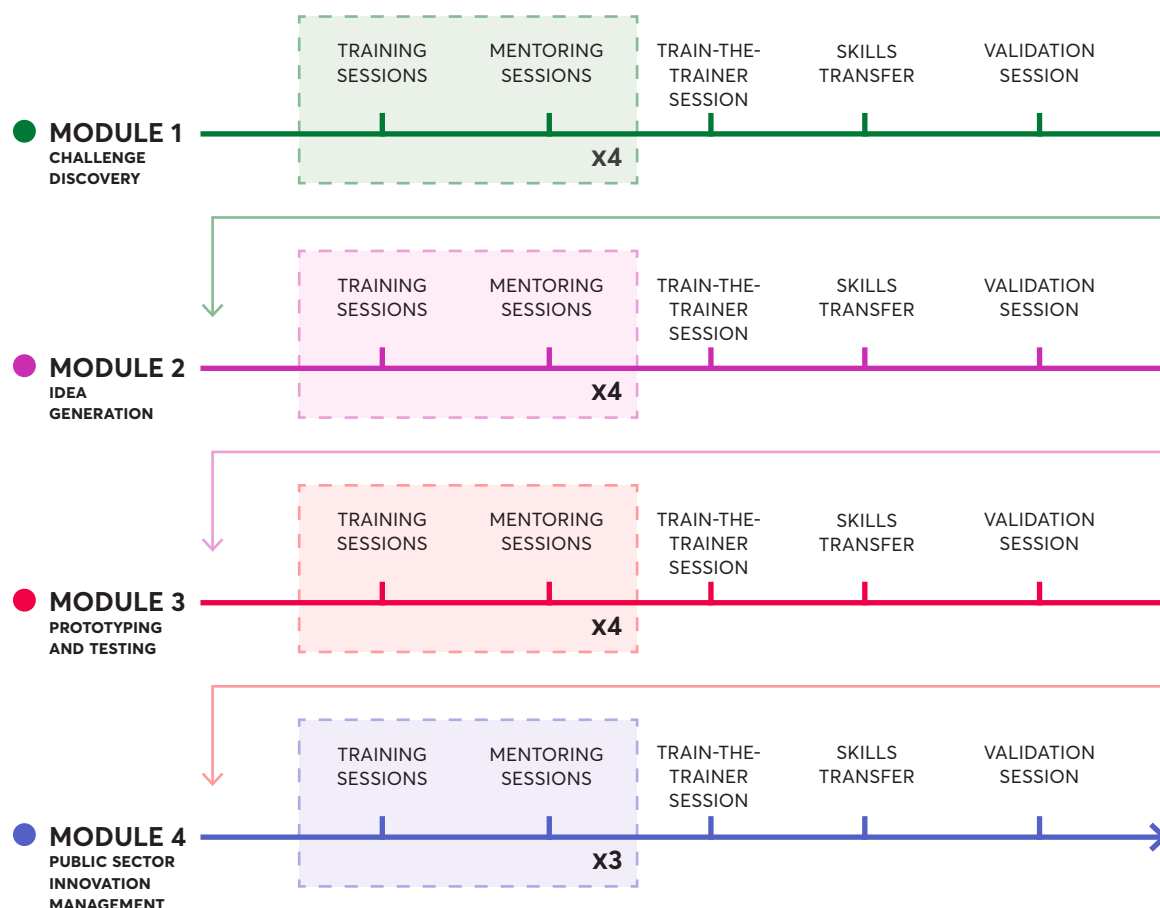 TRAINING
SESSIONS
MENTORING
SESSIONS
TRAIN-THE-
TRAINER
SESSION
SKILLS
TRANSFER
VALIDATION
SESSION
MODULE 1
CHALLENGE
DISCOVERY
X4
TRAINING
SESSIONS
MENTORING
SESSIONS
TRAIN-THE-
TRAINER
SESSION
SKILLS
TRANSFER
VALIDATION
SESSION
MODULE 2
IDEA
GENERATION
X4
TRAINING
SESSIONS
MENTORING
SESSIONS
TRAIN-THE-
TRAINER
SESSION
SKILLS
TRANSFER
VALIDATION
SESSION
MODULE 3
PROTOTYPING
AND TESTING
X4
TRAINING
SESSIONS
MENTORING
SESSIONS
TRAIN-THE-
TRAINER
SESSION
SKILLS
TRANSFER
VALIDATION
SESSION
MODULE 4
PUBLIC SECTOR
INNOVATION
MANAGEMENT
X3